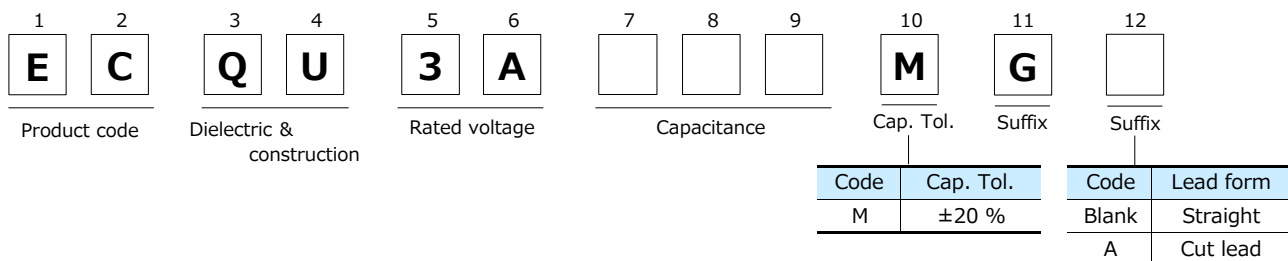 1 2 3 4 5 6 7 8 9 10 11 12
E C Q U 3 A M G
Product code Dielectric & construction Rated voltage Capacitance Cap. Tol. Suffix Suffix
Code Cap. Tol. Code Lead form
M ±20 % Blank Straight
A Cut lead